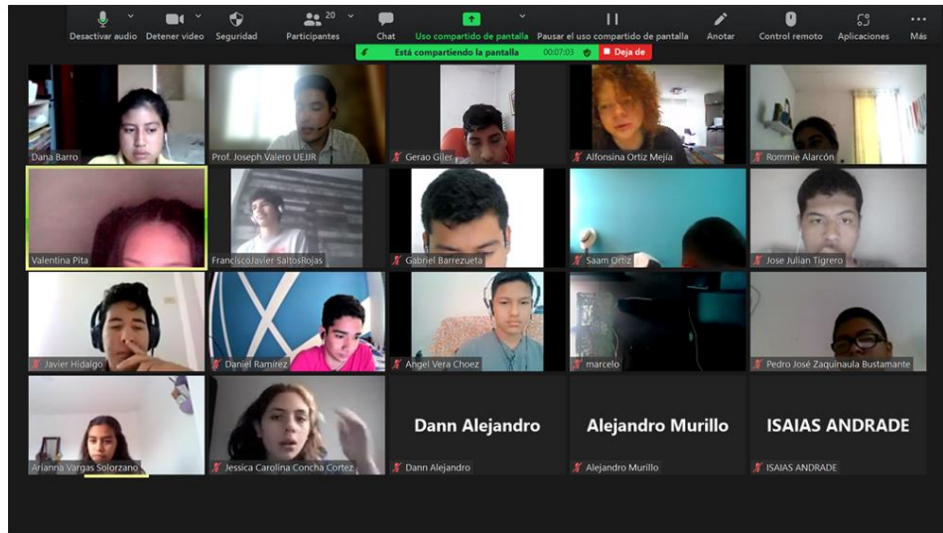 20
Desactivar audio Detener video Seguridad Participantes Chat Uso compartido de pantalla Pausar el uso compartido de pantalla Anotar Control remoto Aplicaciones Más
Está compartiendo la pantalla 00:07:03 Deja de
Dana Barro Prof. Joseph Valero UEJJR Gerao Giler Alfonsina Ortiz Mejía Rommie Alarcón
Valentina Pita FranciscoJavier SaltosRojas Gabriel Barrezueta Saam Ortiz Jose Julian Tigrero
Javier Hidalgo Daniel Ramírez Angel Vera Choez marcelo Pedro José Zaquinaula Bustamante
Dann Alejandro Alejandro Murillo ISAIAS ANDRADE
Arianna Vargas Solorzano Jessica Carolina Concha Cortez Dann Alejandro Alejandro Murillo ISAIAS ANDRADE